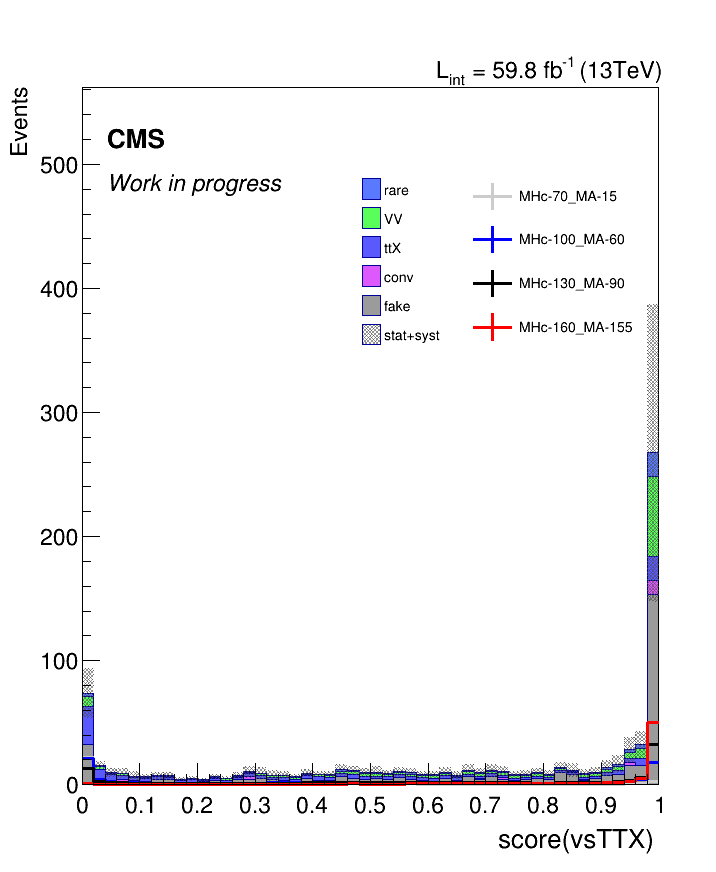 L_int = 59.8 fb^-1 (13TeV)
Events
CMS
Work in progress
rare
VV
ttX
conv
fake
stat+syst
MHc-70_MA-15
MHc-100_MA-60
MHc-130_MA-90
MHc-160_MA-155
500
400
300
200
100
0
0 0.1 0.2 0.3 0.4 0.5 0.6 0.7 0.8 0.9 1
score(vsTTX)